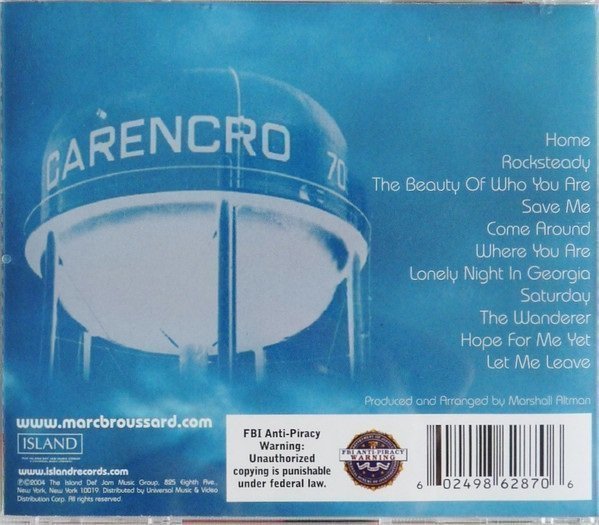 CARENCRO 70
Home
Rocksteady
The Beauty Of Who You Are
Save Me
Come Around
Where You Are
Lonely Night In Georgia
Saturday
The Wanderer
Hope For Me Yet
Let Me Leave
Produced and Arranged by Marshall Altman
www.marcbroussard.com
ISLAND
www.islandrecords.com
℗©2004 The Island Def Jam Music Group. 825 Eighth Ave.,
New York, New York 10019. Distributed by Universal Music & Video
Distribution Corp. All rights reserved.
FBI Anti-Piracy
Warning:
Unauthorized
copying is punishable
under federal law.
FBI ANTI-PIRACY
WARNING
6 02498 62870 6